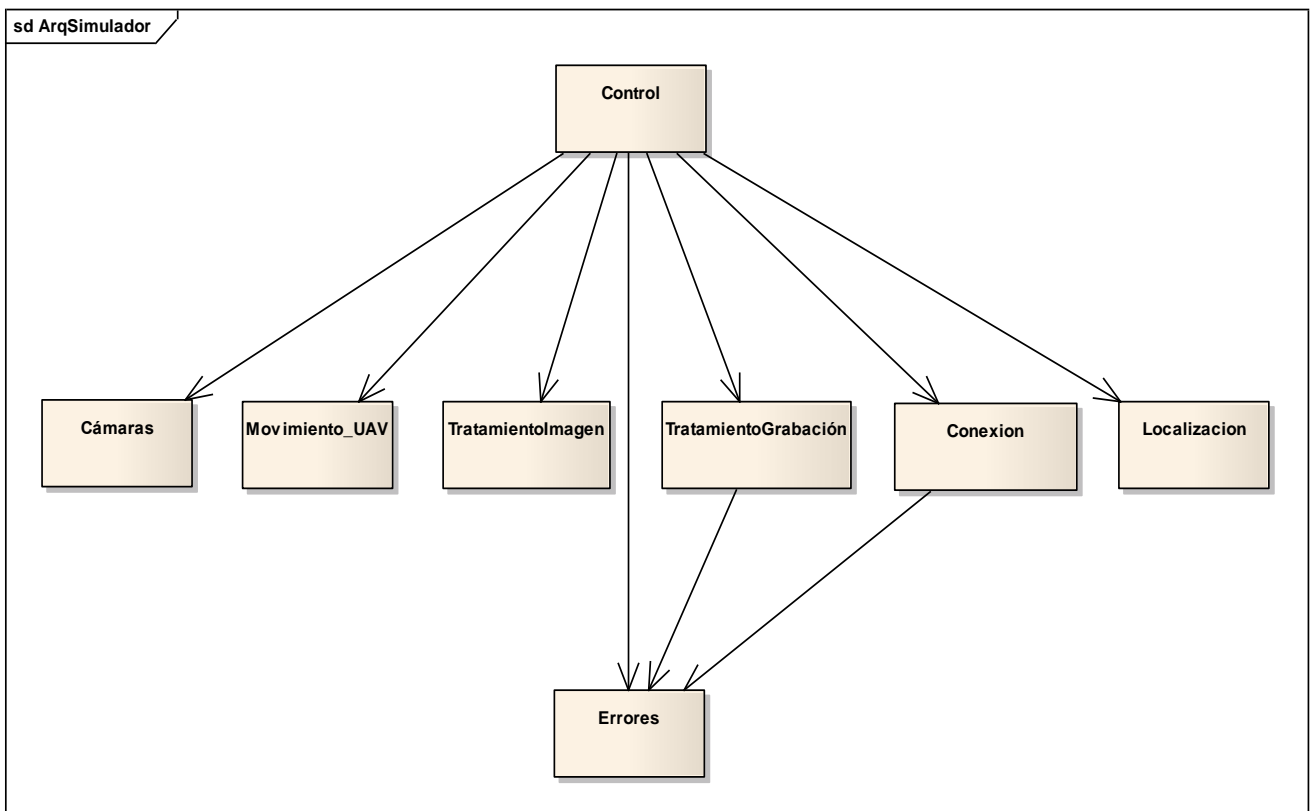 sd ArqSimulador
Control
Cámaras
Movimiento_UAV
TratamientoImagen
TratamientoGrabación
Conexion
Localizacion
Errores